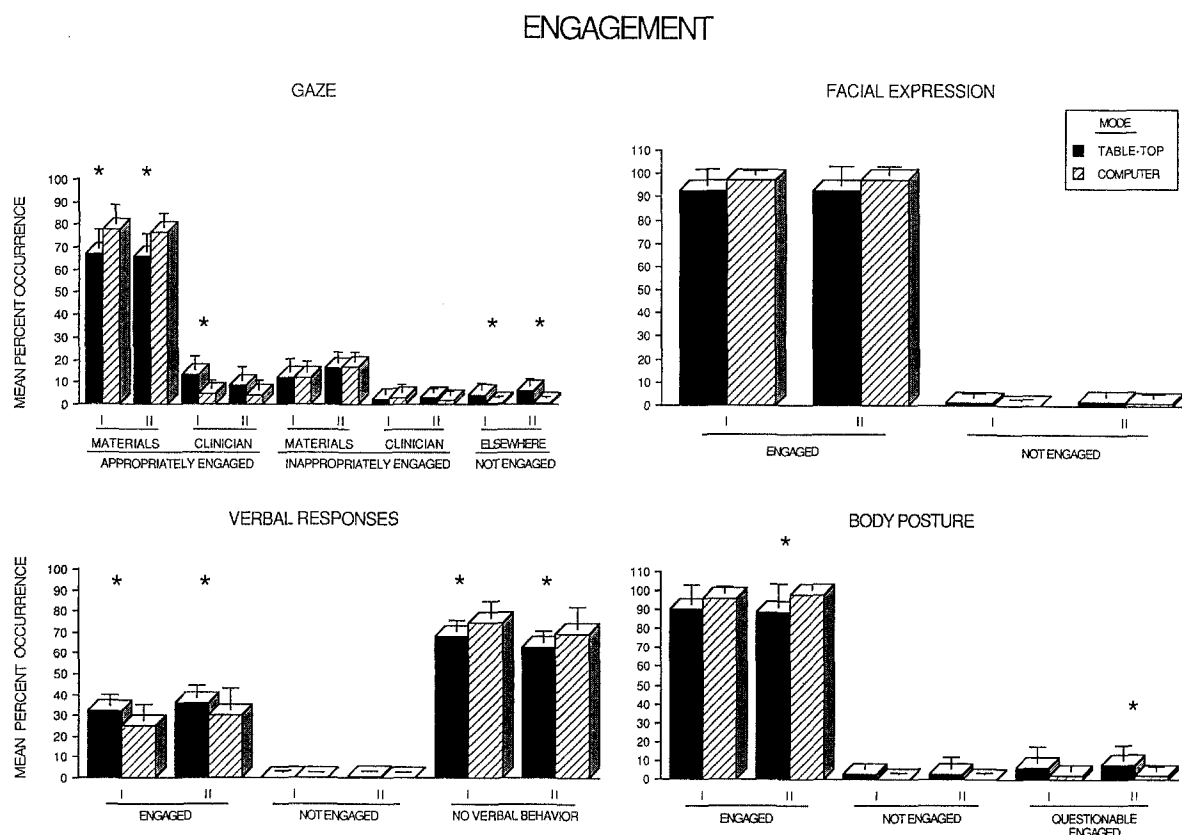 ENGAGEMENT
GAZE
MEAN PERCENT OCCURRENCE
* * * * *
100
90
80
70
60
50
40
30
20
10
0
I II I II I II I II I II
MATERIALS CLINICIAN MATERIALS CLINICIAN ELSEWHERE
APPROPRIATELY ENGAGED INAPPROPRIATELY ENGAGED NOT ENGAGED
FACIAL EXPRESSION
MODE
TABLE-TOP
COMPUTER
110
100
90
80
70
60
50
40
30
20
10
0
I II I II
ENGAGED NOT ENGAGED
VERBAL RESPONSES
MEAN PERCENT OCCURRENCE
* * * *
100
90
80
70
60
50
40
30
20
10
0
I II I II I II
ENGAGED NOT ENGAGED NO VERBAL BEHAVIOR
BODY POSTURE
* *
110
100
90
80
70
60
50
40
30
20
10
0
I II I II I II
ENGAGED NOT ENGAGED QUESTIONABLE
ENGAGED